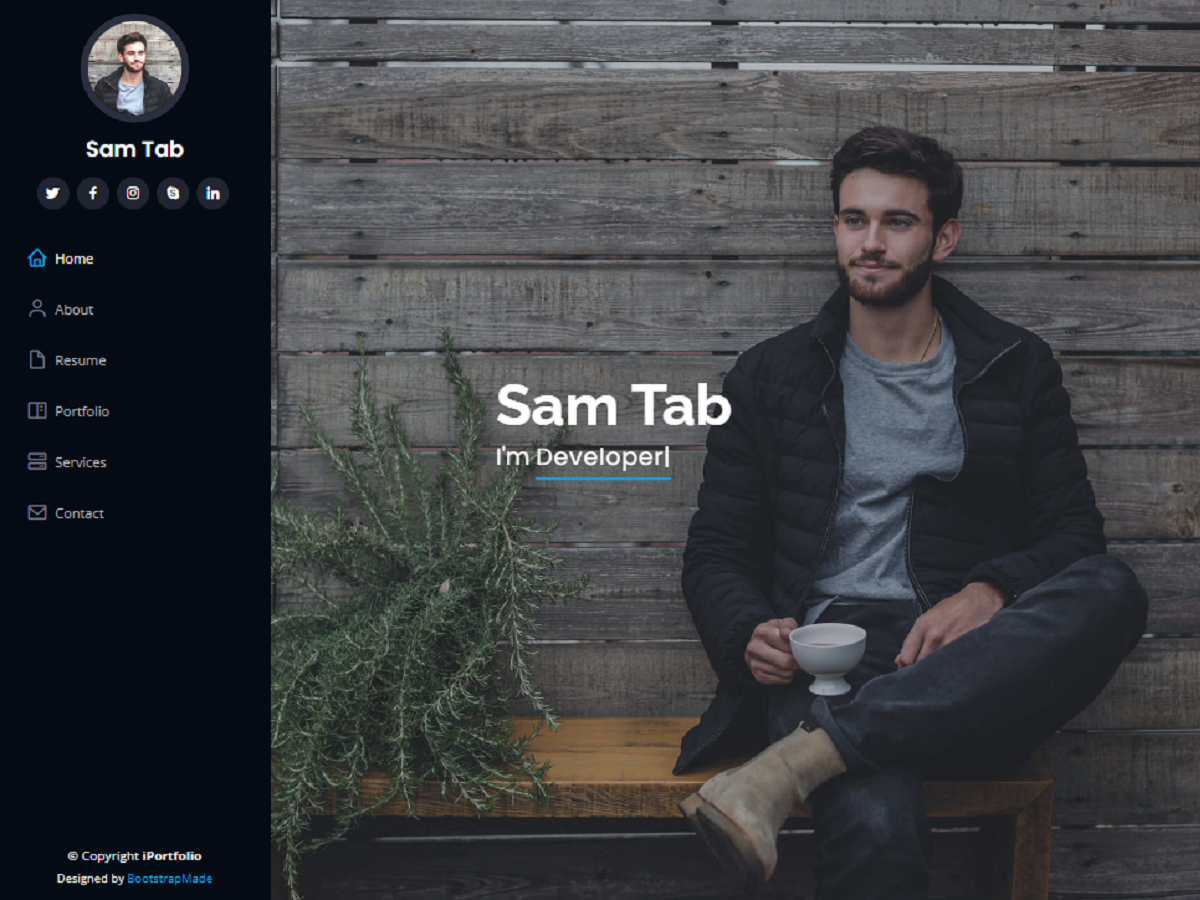 Sam Tab
Home
About
Resume
Portfolio
Services
Contact
© Copyright iPortfolio
Designed by BootstrapMade
Sam Tab
I'm Developer|